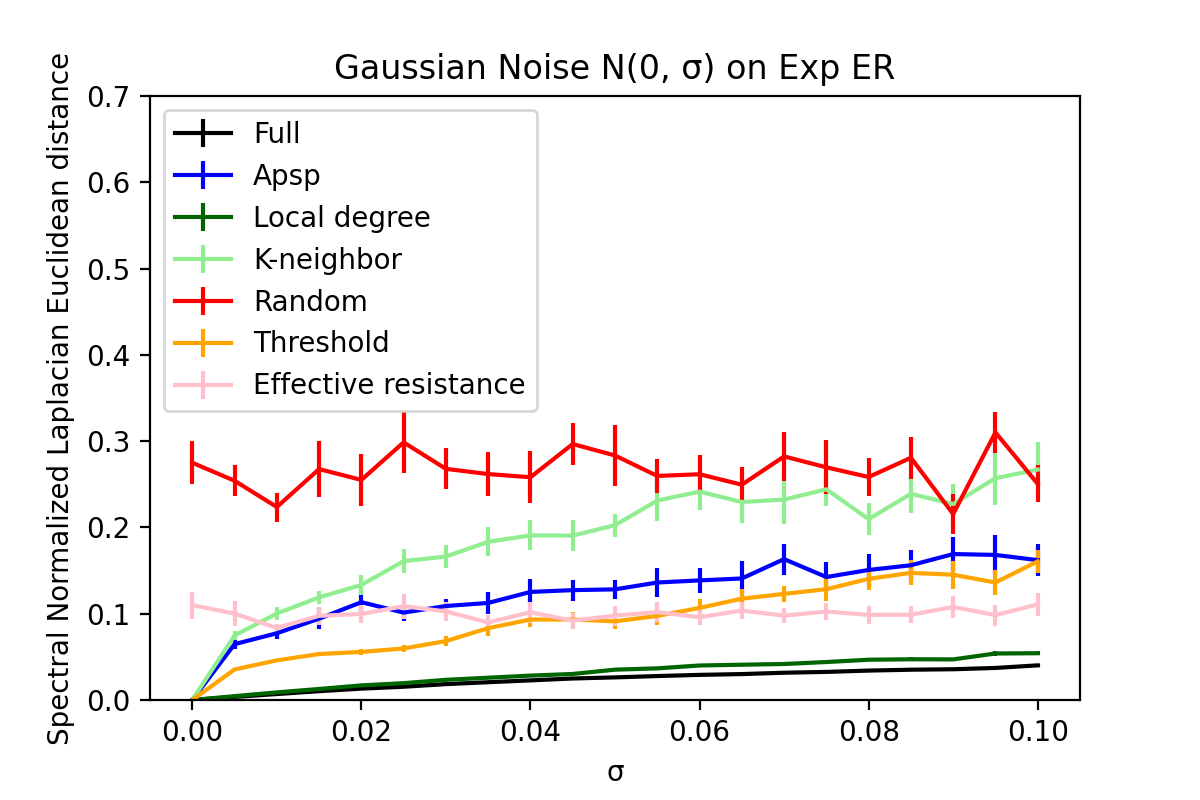 Gaussian Noise N(0, σ) on Exp ER
Spectral Normalized Laplacian Euclidean distance
0.7
0.6
0.5
0.4
0.3
0.2
0.1
0.0
Full
Apsp
Local degree
K-neighbor
Random
Threshold
Effective resistance
0.00 0.02 0.04 0.06 0.08 0.10
σ